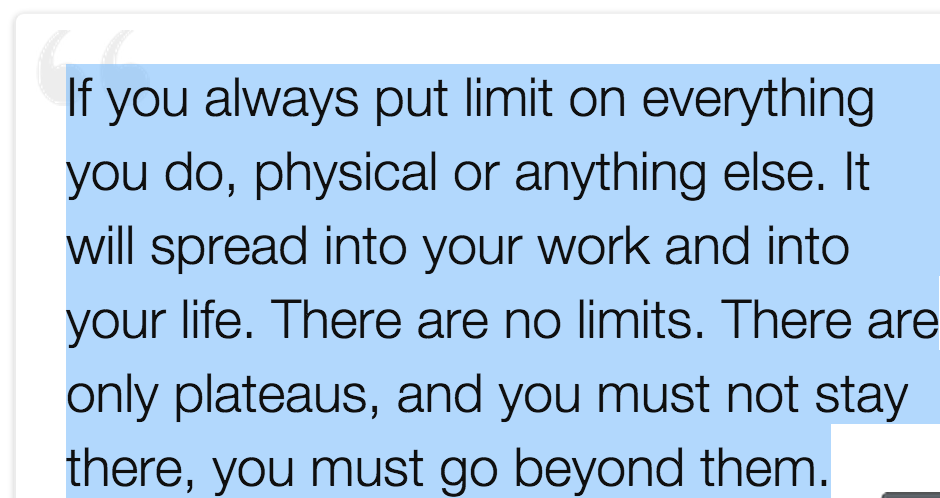 If you always put limit on everything
you do, physical or anything else. It
will spread into your work and into
your life. There are no limits. There are
only plateaus, and you must not stay
there, you must go beyond them.